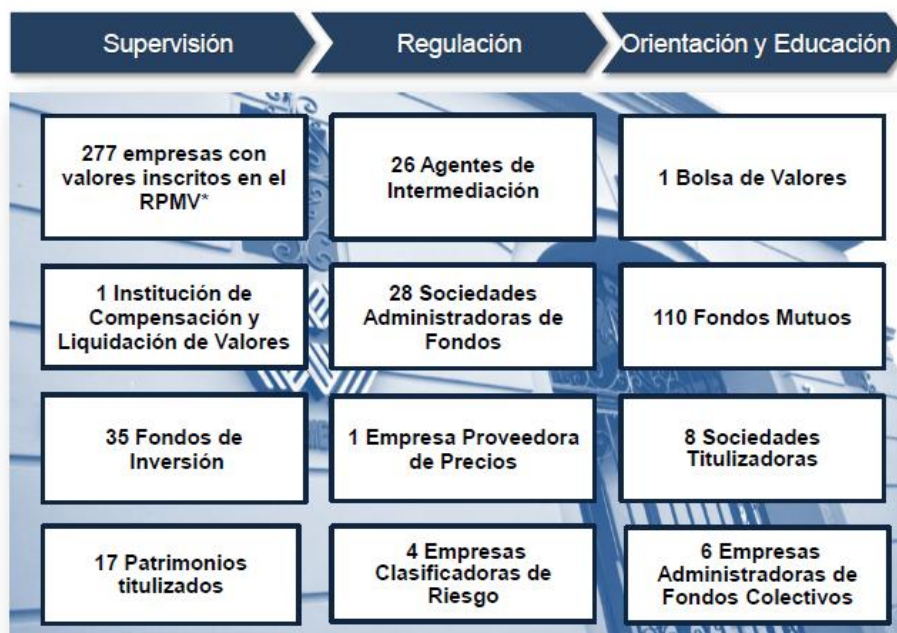 Supervisión
Regulación
Orientación y Educación
277 empresas con
valores inscritos en el
RPMV*
26 Agentes de
Intermediación
1 Bolsa de Valores
1 Institución de
Compensación y
Liquidación de Valores
28 Sociedades
Administradoras de
Fondos
110 Fondos Mutuos
35 Fondos de
Inversión
1 Empresa Proveedora
de Precios
8 Sociedades
Titulizadoras
17 Patrimonios
titulizados
4 Empresas
Clasificadoras de
Riesgo
6 Empresas
Administradoras de
Fondos Colectivos